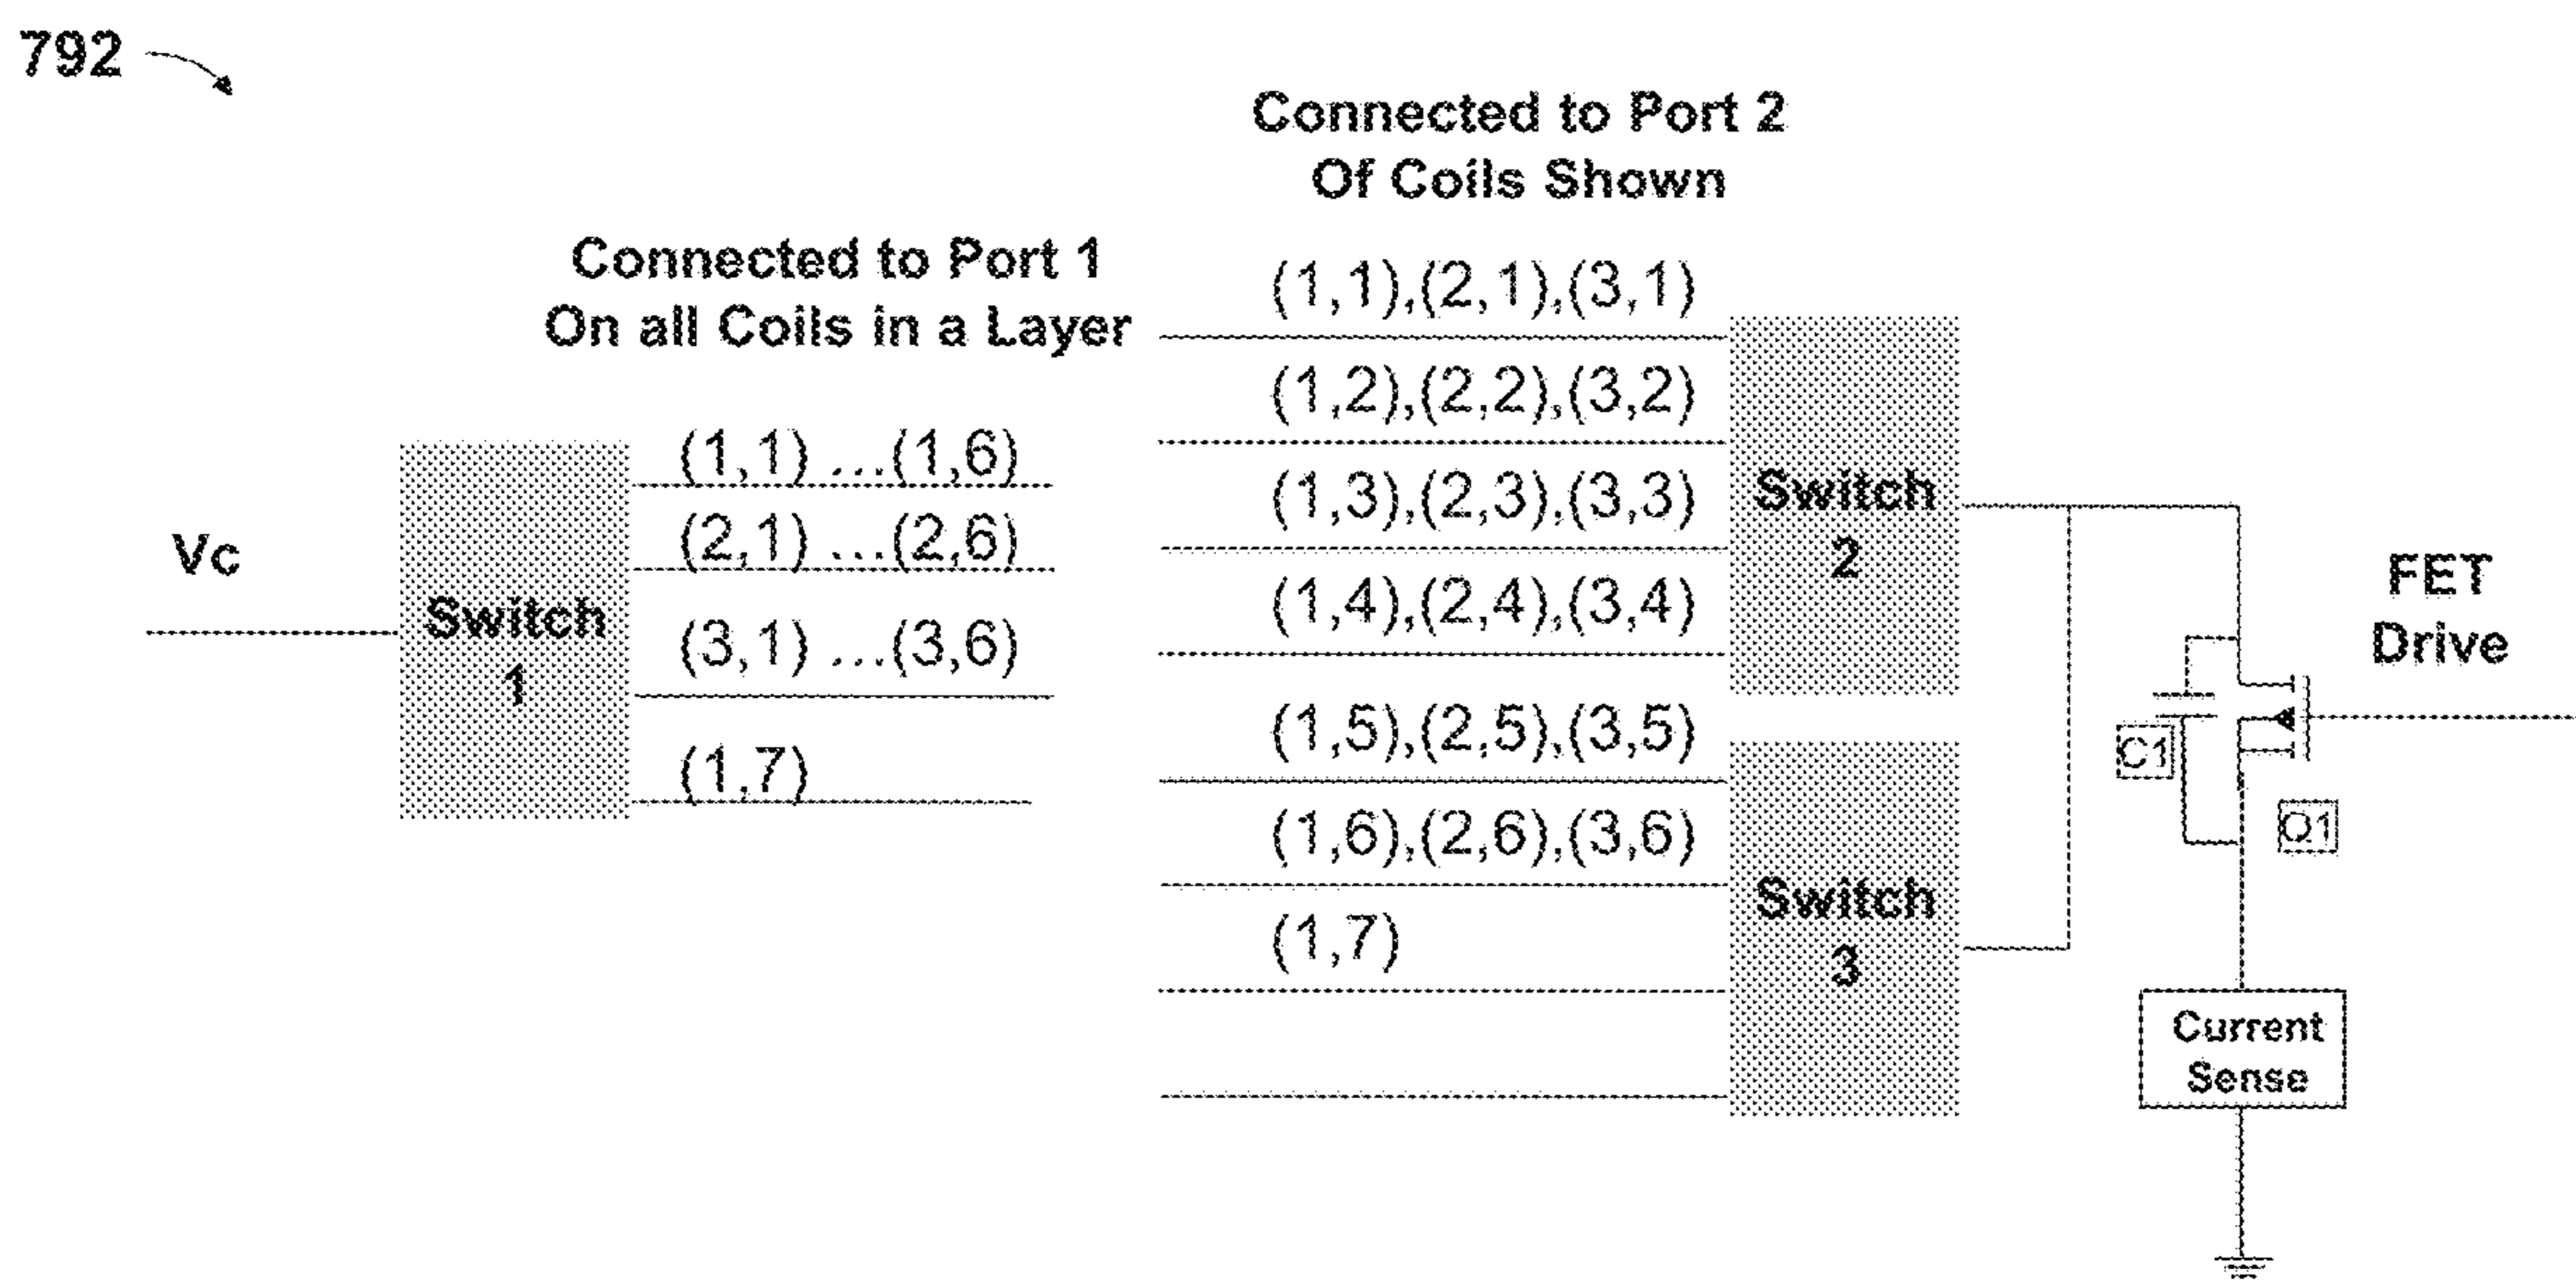 792
Connected to Port 2
Of Coils Shown
Connected to Port 1
On all Coils in a Layer
(1,1),(2,1),(3,1)
(1,2),(2,2),(3,2)
(1,3),(2,3),(3,3)
(1,4),(2,4),(3,4)
(1,5),(2,5),(3,5)
(1,6),(2,6),(3,6)
(1,7)
Vc
Switch
1
(1,1) ...(1,6)
(2,1) ...(2,6)
(3,1) ...(3,6)
(1,7)
Switch
2
Switch
3
FET
Drive
C1
Q1
Current
Sense